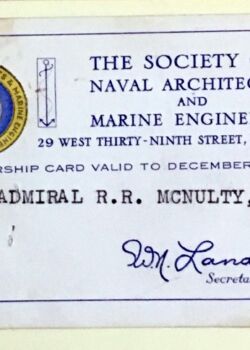 THE SOCIETY
NAVAL ARCHITEC
AND
MARINE ENGINE
29 WEST THIRTY-NINTH STREET,
ERSHIP CARD VALID TO DECEMBER
ADMIRAL R.R. MCNULTY,
Secreta